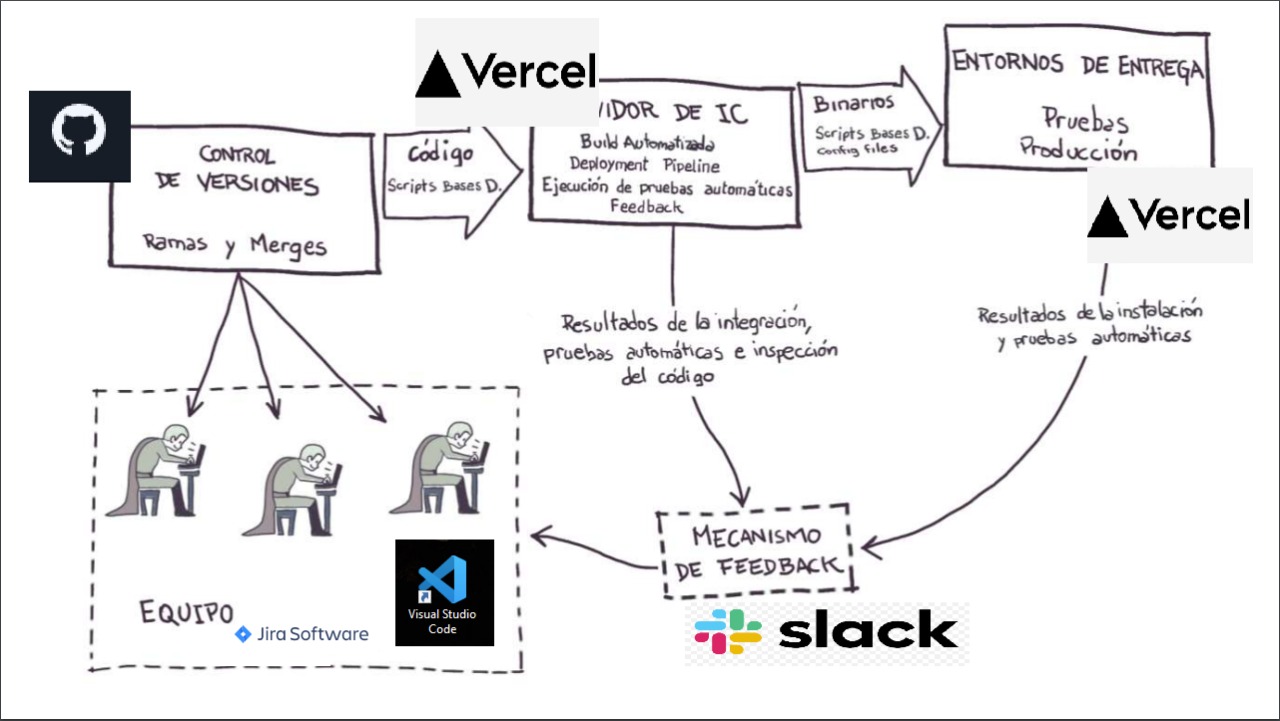 Vercel
CONTROL
DE VERSIONES
Ramas y Merges
Código
Scripts Bases D.
VIDOR DE IC
Build Automatizada
Deployment Pipeline
Ejecución de pruebas automáticas
Feedback
Binarios
Scripts Bases D.
Config files
ENTORNOS DE ENTREGA
Pruebas
Producción
Vercel
Resultados de la integración,
pruebas automáticas e inspección
del código
Resultados de la instalación
y pruebas automáticas
MECANISMO
DE FEEDBACK
slack
EQUIPO
Jira Software
Visual Studio
Code